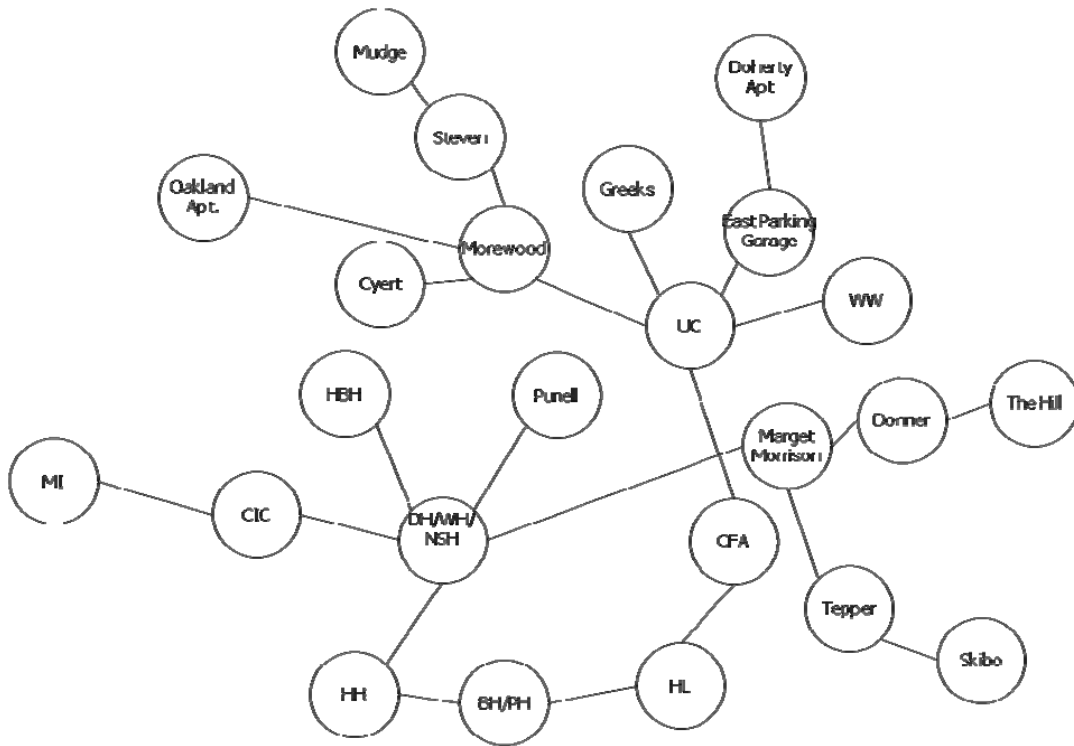 Mudge
Doherty
Apt
Steven
Greeks
Oakland
Apt.
East Parking
Garage
Morewood
Cyert
WW
UC
HBH
Punell
The Hill
Donner
Marget
Morrison
MI
CIC
DH/WH/
NSH
CFA
Tepper
Skibo
HL
HH
BH/PH